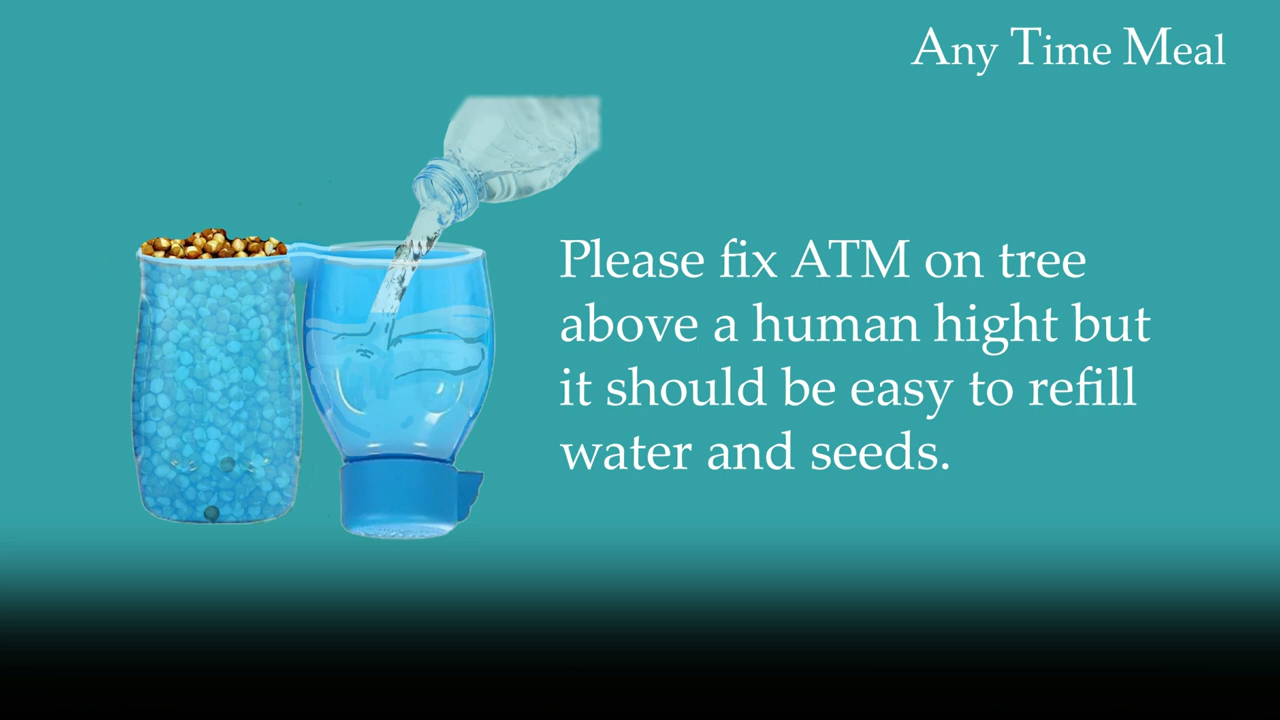 Any Time Meal
Please fix ATM on tree
above a human hight but
it should be easy to refill
water and seeds.